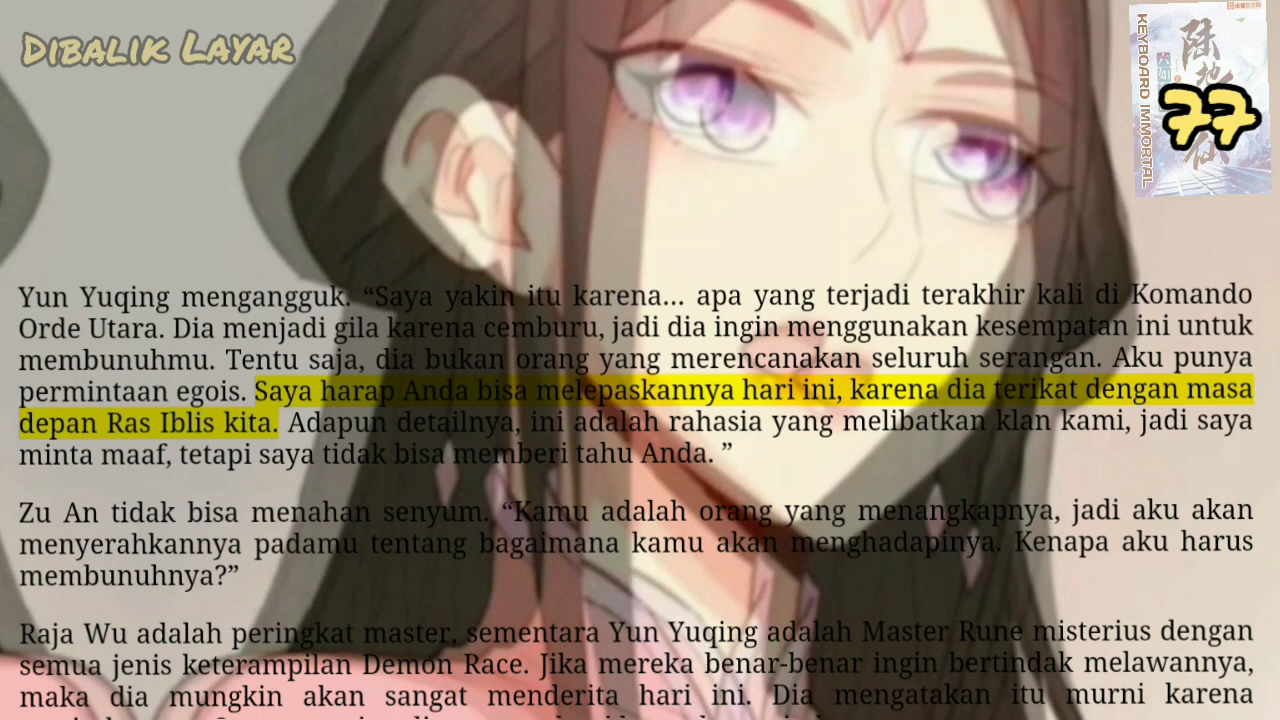 Dibalik Layar
KEYBOARD IMMORTAL
陆地
77
Yun Yuqing mengangguk. “Saya yakin itu karena... apa yang terjadi terakhir kali di Komando
Orde Utara. Dia menjadi gila karena cemburu, jadi dia ingin menggunakan kesempatan ini untuk
membunuhmu. Tentu saja, dia bukan orang yang merencanakan seluruh serangan. Aku punya
permintaan egois. Saya harap Anda bisa melepaskannya hari ini, karena dia terikat dengan masa
depan Ras Iblis kita. Adapun detailnya, ini adalah rahasia yang melibatkan klan kami, jadi saya
minta maaf, tetapi saya tidak bisa memberi tahu Anda. ”
Zu An tidak bisa menahan senyum. “Kamu adalah orang yang menangkapnya, jadi aku akan
menyerahkannya padamu tentang bagaimana kamu akan menghadapinya. Kenapa aku harus
membunuhnya?”
Raja Wu adalah peringkat master, sementara Yun Yuqing adalah Master Rune misterius dengan
semua jenis keterampilan Demon Race. Jika mereka benar-benar ingin bertindak melawannya,
maka dia mungkin akan sangat menderita hari ini. Dia mengatakan itu murni karena